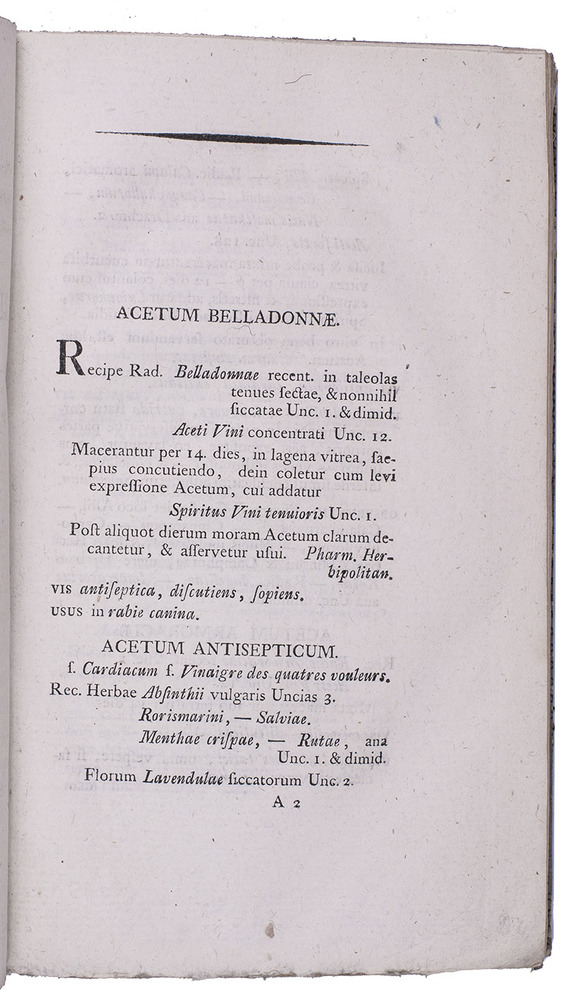 ACETUM BELLADONNÆ.
Recipe Rad. Belladonnae recent. in taleolas
tenues ſectae, & nonnihil
ſiccatae Unc. 1. & dimid.
Aceti Vini concentrati Unc. 12.
Macerantur per 14. dies, in lagena vitrea, ſae-
pius concutiendo, dein coletur cum levi
expreſſione Acetum, cui addatur
Spiritus Vini tenuioris Unc. 1.
Poſt aliquot dierum moram Acetum clarum de-
cantetur, & aſſervetur uſui. Pharm. Her-
bipolitan.
VIS antiſeptica, diſcutiens, ſopiens.
USUS in rabie canina.
ACETUM ANTISEPTICUM.
ſ. Cardiacum ſ. Vinaigre des quatres vouleurs.
Rec. Herbae Abſinthii vulgaris Uncias 3.
Rorismarini, — Salviae.
Menthae criſpae, — Rutae, ana
Unc. 1. & dimid.
Florum Lavendulae ſiccatorum Unc. 2.
A 2